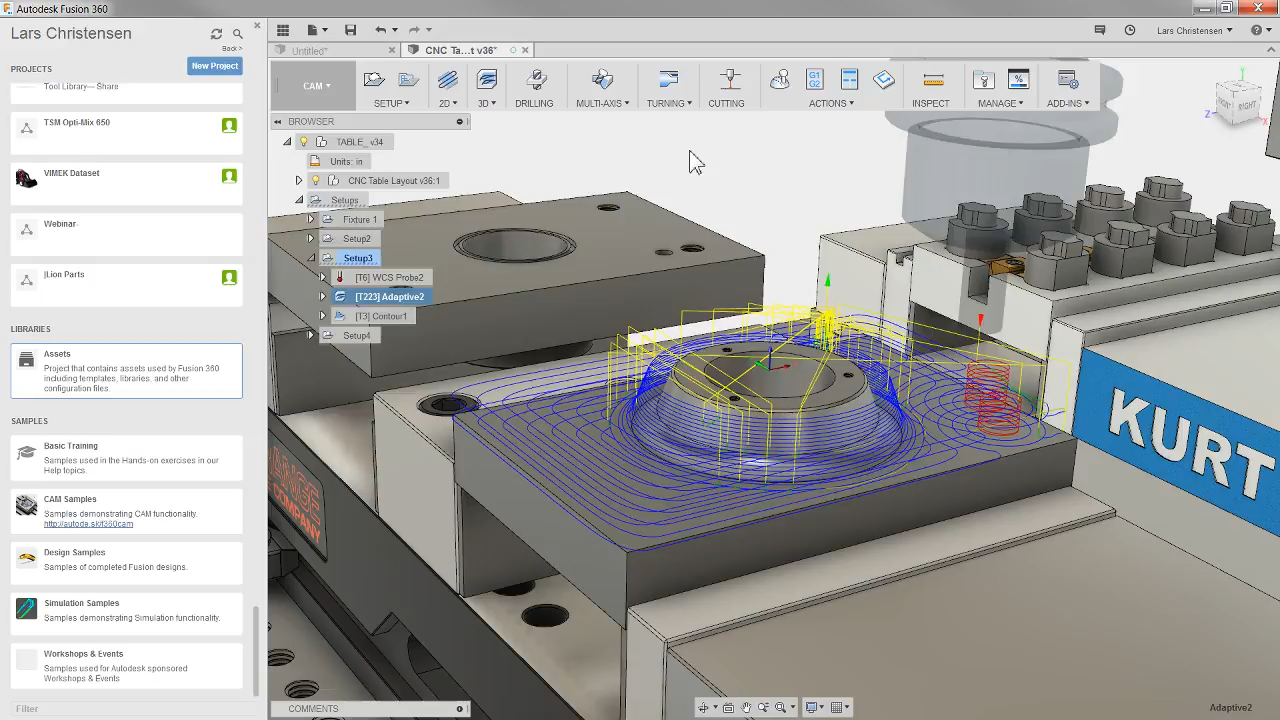 Autodesk Fusion 360
Lars Christensen
Back >
PROJECTS
New Project
Tool Library— Share
TSM Opti-Mix 650
VIMEK Dataset
Webinar
|Lion Parts
LIBRARIES
Assets
Project that contains assets used by Fusion 360
including templates, libraries, and other
configuration files.
SAMPLES
Basic Training
Samples used in the Hands-on exercises in our
Help topics.
CAM Samples
Samples demonstrating CAM functionality.
http://autode.sk/f360cam
Design Samples
Samples of completed Fusion designs.
Simulation Samples
Samples demonstrating Simulation functionality.
Workshops & Events
Samples used for Autodesk sponsored
Workshops & Events
Filter
Untitled*
CNC Ta...t v36*
Lars Christensen
CAM
SETUP
2D
3D
DRILLING
MULTI-AXIS
TURNING
CUTTING
G1
G2
ACTIONS
INSPECT
MANAGE
ADD-INS
BROWSER
TABLE_ v34
Units: in
CNC Table Layout v36:1
Setups
Fixture 1
Setup2
Setup3
[T6] WCS Probe2
[T223] Adaptive2
[T3] Contour1
Setup4
RIGHT
Y
Z
X
KURT
COMPANY
COMMENTS
Adaptive2